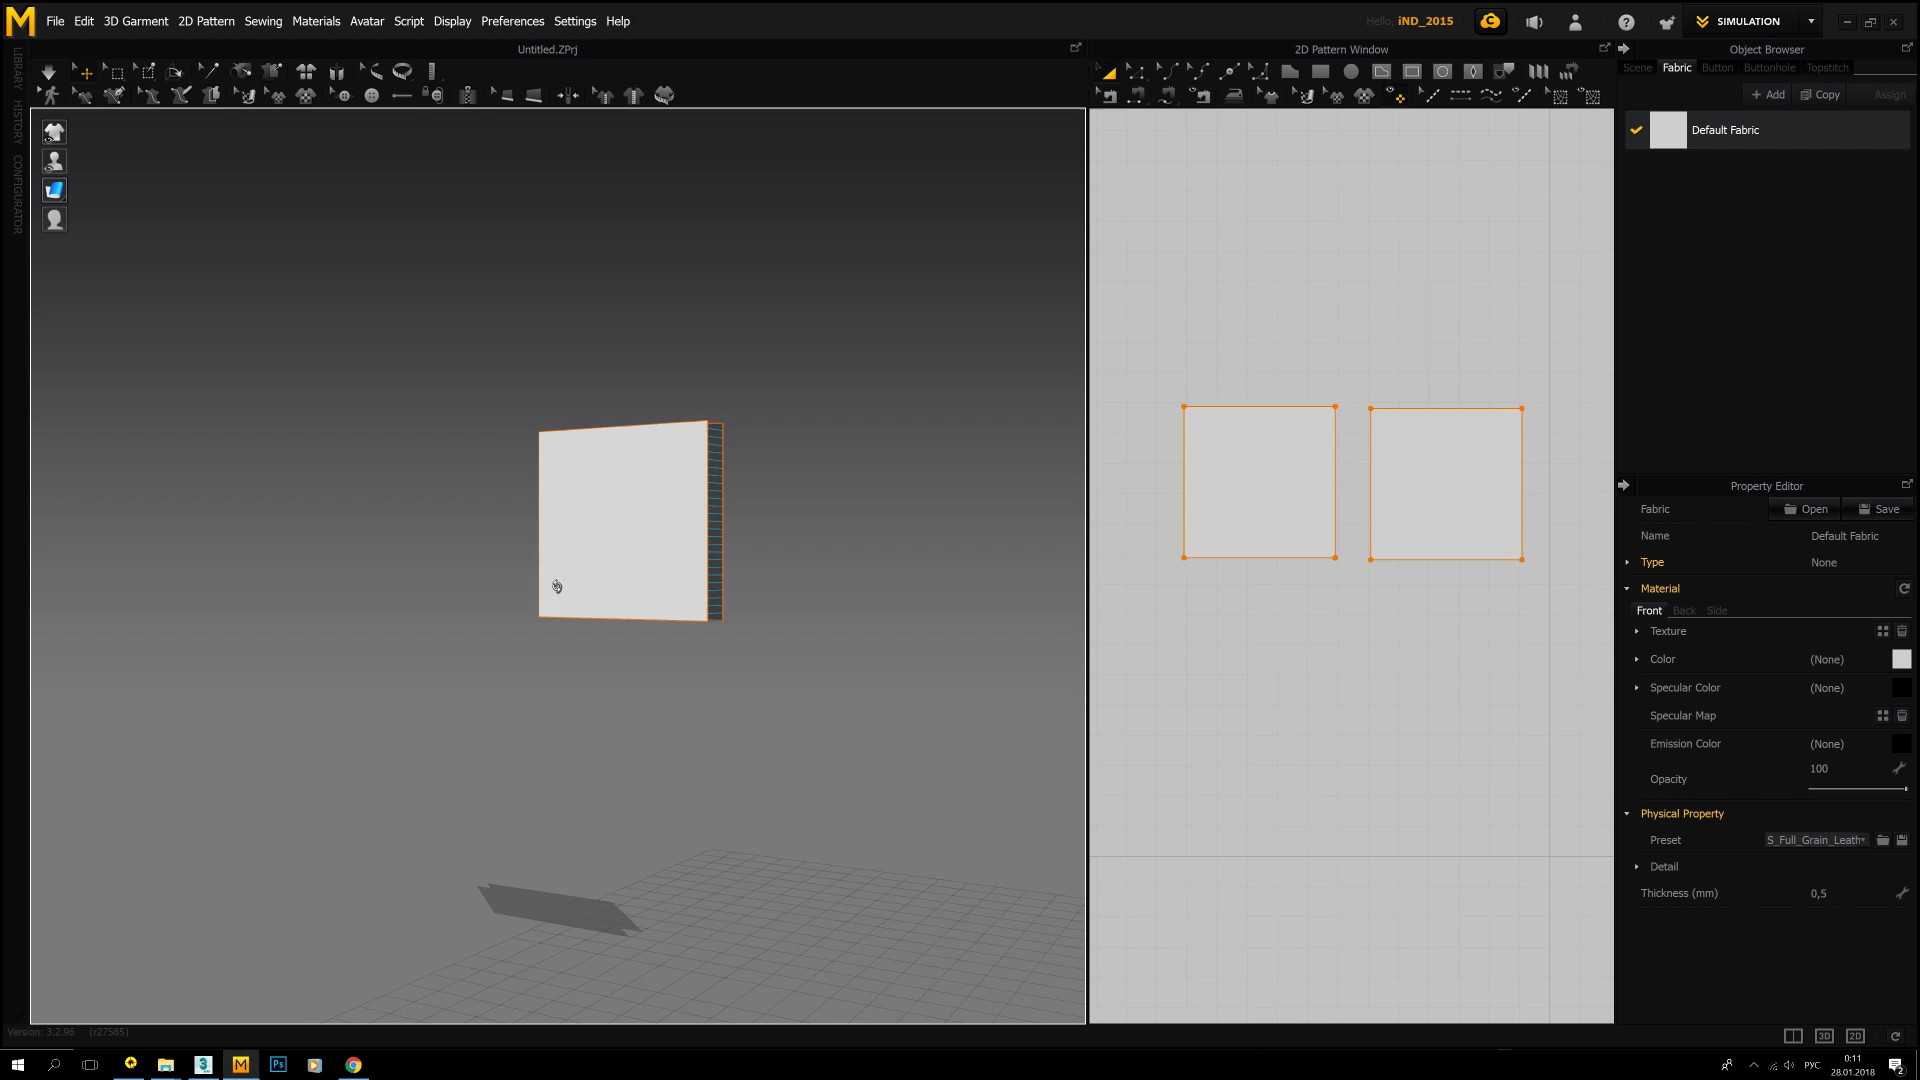 File Edit 3D Garment 2D Pattern Sewing Materials Avatar Script Display Preferences Settings Help
Hello, iND_2015
SIMULATION
Untitled.ZPrj
2D Pattern Window
Object Browser
Scene Fabric Button Buttonhole Topstitch
+ Add Copy Assign
Default Fabric
LIBRARY
HISTORY
CONFIGURATOR
Property Editor
Fabric Open Save
Name Default Fabric
Type None
Material
Front Back Side
Texture
Color (None)
Specular Color (None)
Specular Map
Emission Color (None)
Opacity 100
Physical Property
Preset S_Full_Grain_Leath
Detail
Thickness (mm) 0,5
Version: 3.2.96 (r27585)
3D 2D
M Ps РУС
0:11
28.01.2018
2